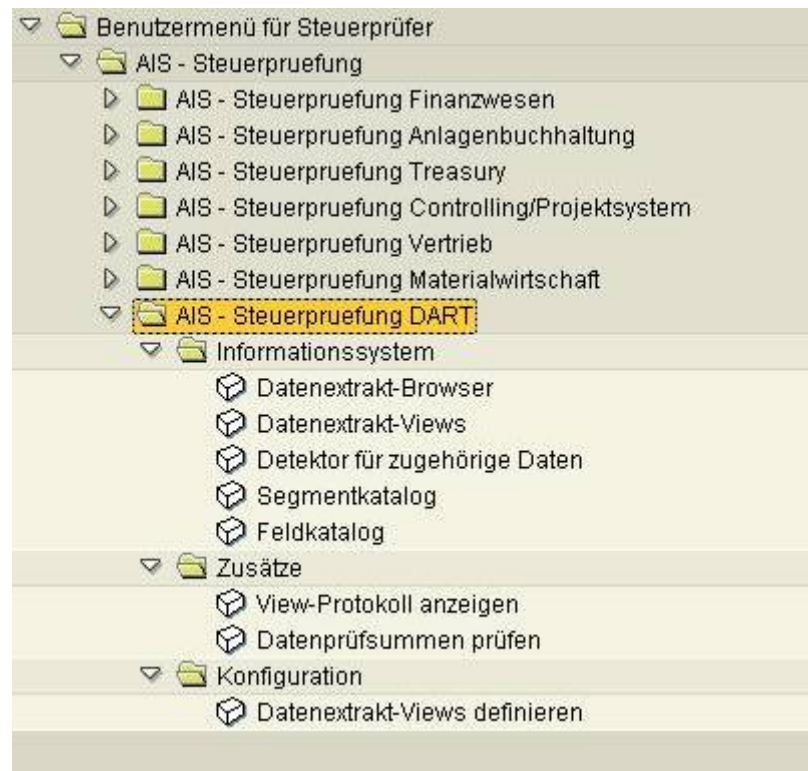 Benutzermenü für Steuerprüfer
AIS - Steuerpruefung
AIS - Steuerpruefung Finanzwesen
AIS - Steuerpruefung Anlagenbuchhaltung
AIS - Steuerpruefung Treasury
AIS - Steuerpruefung Controlling/Projektsystem
AIS - Steuerpruefung Vertrieb
AIS - Steuerpruefung Materialwirtschaft
AIS - Steuerpruefung DART
Informationssystem
Datenextrakt-Browser
Datenextrakt-Views
Detektor für zugehörige Daten
Segmentkatalog
Feldkatalog
Zusätze
View-Protokoll anzeigen
Datenprüfsummen prüfen
Konfiguration
Datenextrakt-Views definieren